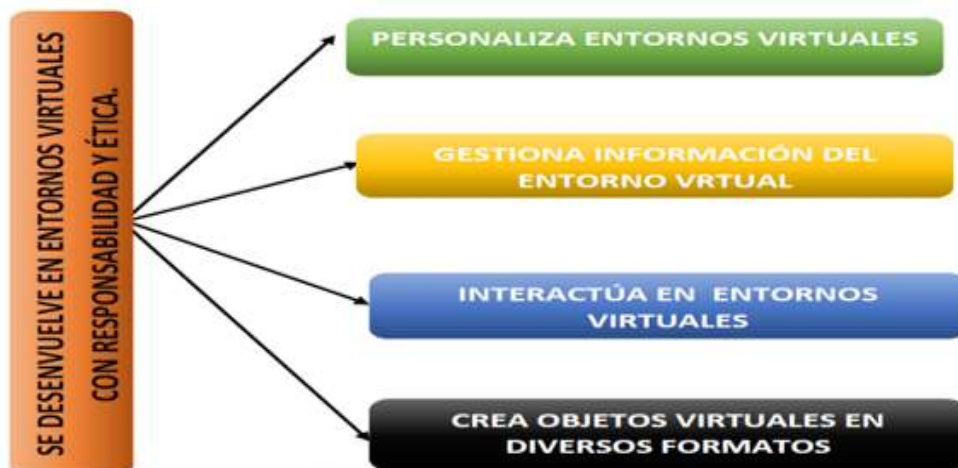 SE DESENVUELVE EN ENTORNOS VIRTUALES
CON RESPONSABILIDAD Y ÉTICA.
PERSONALIZA ENTORNOS VIRTUALES
GESTIONA INFORMACIÓN DEL
ENTORNO VRTUAL
INTERACTÚA EN ENTORNOS
VIRTUALES
CREA OBJETOS VIRTUALES EN
DIVERSOS FORMATOS